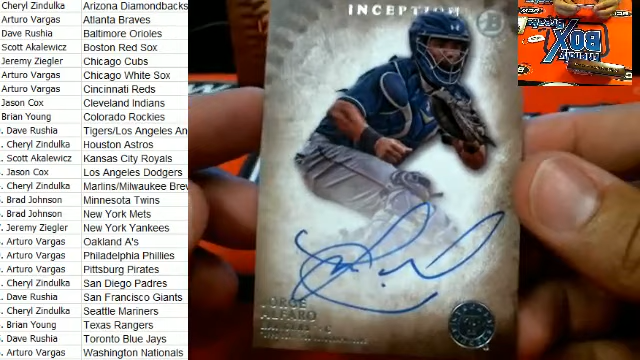 Cheryl Zindulka Arizona Diamondbacks
Arturo Vargas Atlanta Braves
Dave Rushia Baltimore Orioles
Scott Akalewicz Boston Red Sox
Jeremy Ziegler Chicago Cubs
Arturo Vargas Chicago White Sox
Arturo Vargas Cincinnati Reds
Jason Cox Cleveland Indians
Brian Young Colorado Rockies
Dave Rushia Tigers/Los Angeles An
Cheryl Zindulka Houston Astros
Scott Akalewicz Kansas City Royals
Jason Cox Los Angeles Dodgers
Cheryl Zindulka Marlins/Milwaukee Brew
Brad Johnson Minnesota Twins
Brad Johnson New York Mets
Jeremy Ziegler New York Yankees
Arturo Vargas Oakland A's
Arturo Vargas Philadelphia Phillies
Arturo Vargas Pittsburg Pirates
Cheryl Zindulka San Diego Padres
Dave Rushia San Francisco Giants
Cheryl Zindulka Seattle Mariners
Brian Young Texas Rangers
Dave Rushia Toronto Blue Jays
Arturo Vargas Washington Nationals
INCEPTION
B
JORGE
ALFARO
BOX